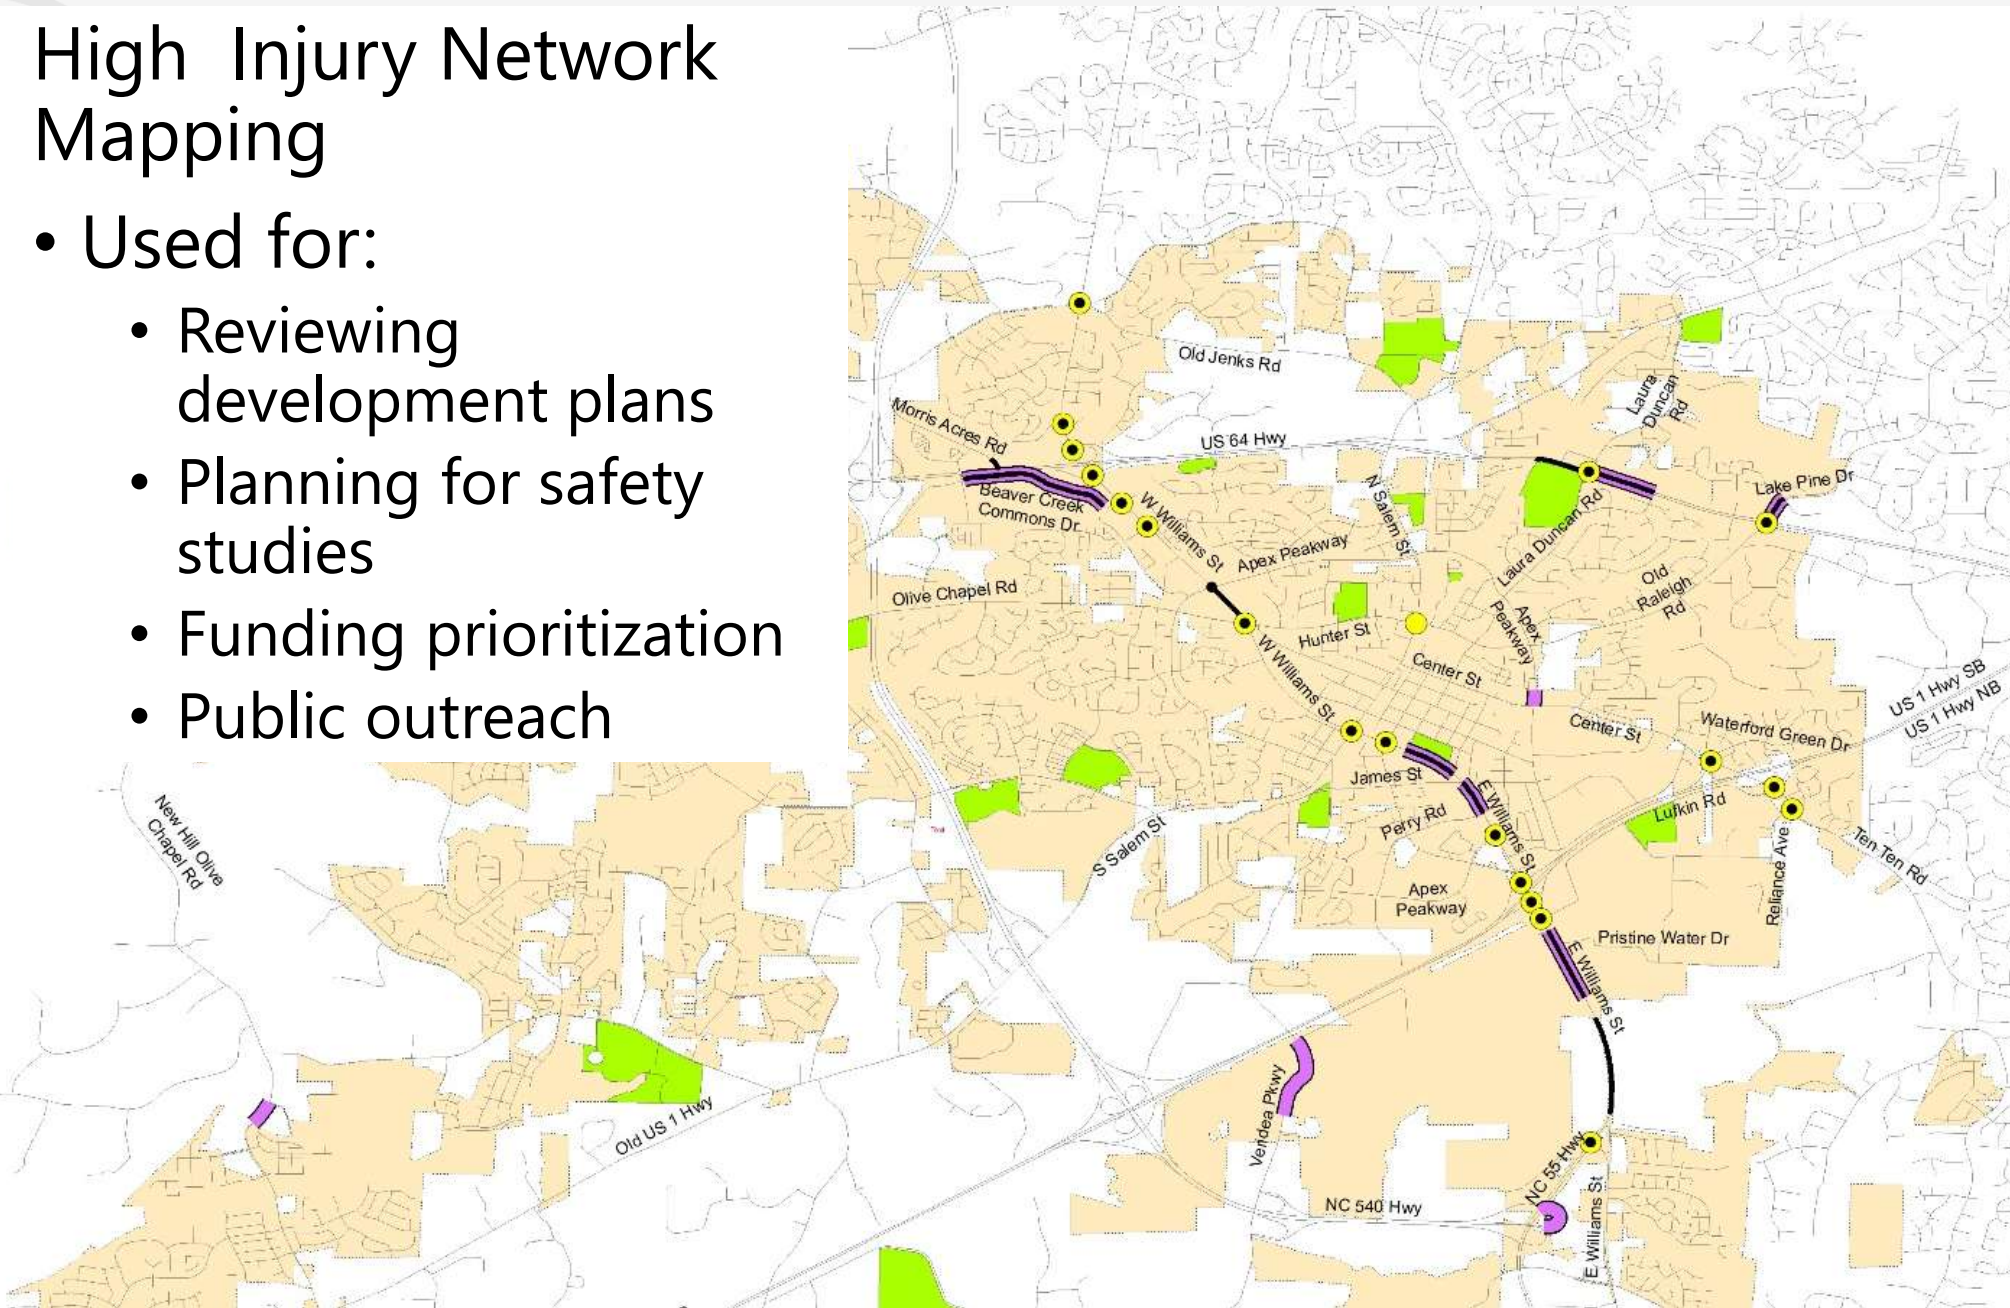 High Injury Network
Mapping
• Used for:
• Reviewing
development plans
• Planning for safety
studies
• Funding prioritization
• Public outreach
Old Jenks Rd
Laura
Duncan
Rd
Morris Acres Rd
US 64 Hwy
Lake Pine Dr
Beaver Creek
Commons Dr.
N Salem St
W Williams St
Laura Duncan Rd
Apex Peakway
Olive Chapel Rd
Old
Raleigh
Rd
Apex
Peakway
Hunter St
W Williams St
Center St
US 1 Hwy SB
US 1 Hwy NB
Center St
Waterford Green Dr
James St
E Williams St
Perry Rd
Lufkin Rd
New Hill Olive
Chapel Rd
S Salem St
Ten Ten Rd
Reliance Ave
Apex
Peakway
Pristine Water Dr
E Williams St
Old US 1 Hwy
Veridea Pkwy
NC 55 Hwy
NC 540 Hwy
E Williams St